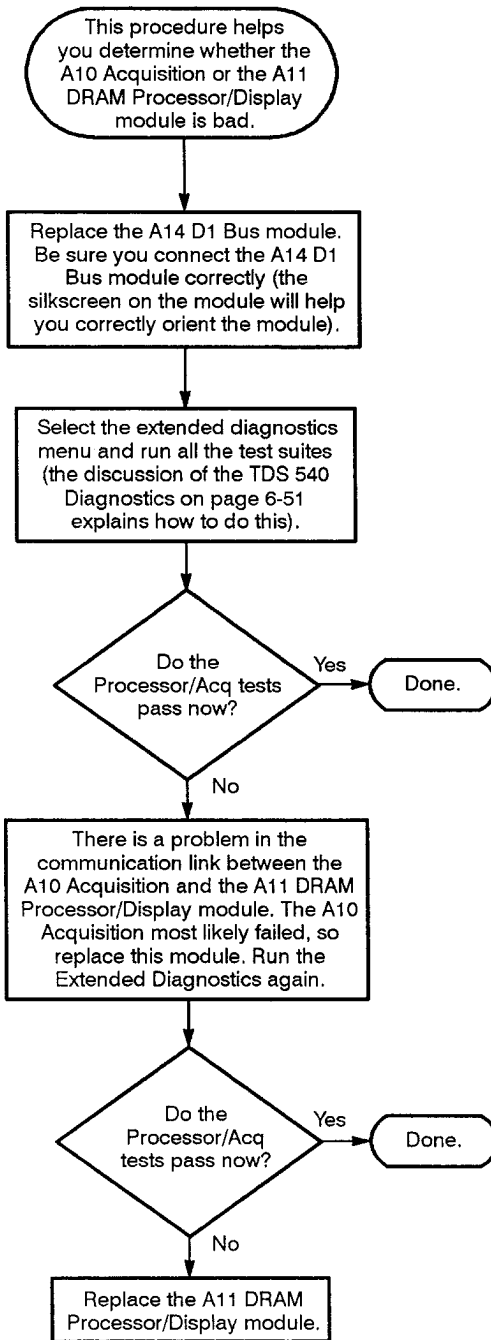 This procedure helps
you determine whether the
A10 Acquisition or the A11
DRAM Processor/Display
module is bad.
Replace the A14 D1 Bus module.
Be sure you connect the A14 D1
Bus module correctly (the
silkscreen on the module will help
you correctly orient the module).
Select the extended diagnostics
menu and run all the test suites
(the discussion of the TDS 540
Diagnostics on page 6-51
explains how to do this).
Do the
Processor/Acq tests
pass now?
Yes
Done.
No
There is a problem in the
communication link between the
A10 Acquisition and the A11 DRAM
Processor/Display module. The A10
Acquisition most likely failed, so
replace this module. Run the
Extended Diagnostics again.
Do the
Processor/Acq
tests pass now?
Yes
Done.
No
Replace the A11 DRAM
Processor/Display module.